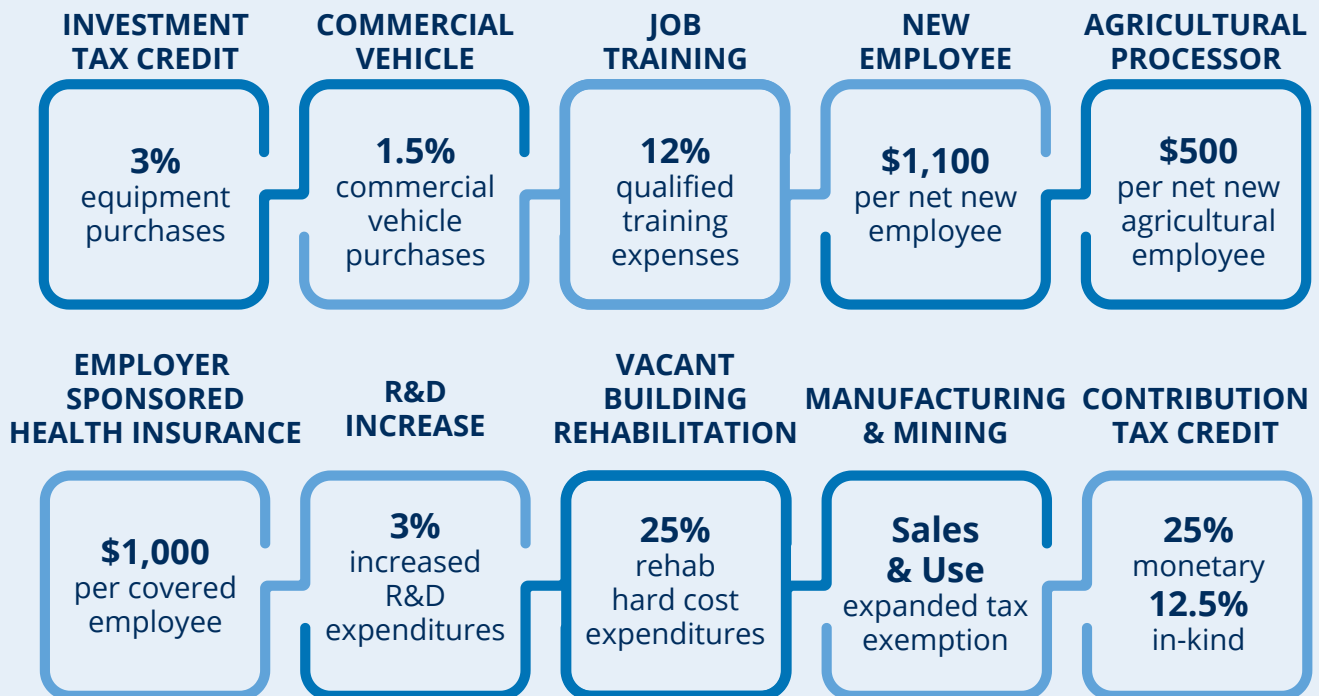 INVESTMENT
TAX CREDIT
3%
equipment
purchases
COMMERCIAL
VEHICLE
1.5%
commercial
vehicle
purchases
JOB
TRAINING
12%
qualified
training
expenses
NEW
EMPLOYEE
$1,100
per net new
employee
AGRICULTURAL
PROCESSOR
$500
per net new
agricultural
employee
EMPLOYER
SPONSORED
HEALTH INSURANCE
$1,000
per covered
employee
R&D
INCREASE
3%
increased
R&D
expenditures
VACANT
BUILDING
REHABILITATION
25%
rehab
hard cost
expenditures
MANUFACTURING
& MINING
Sales
& Use
expanded tax
exemption
CONTRIBUTION
TAX CREDIT
25%
monetary
12.5%
in-kind